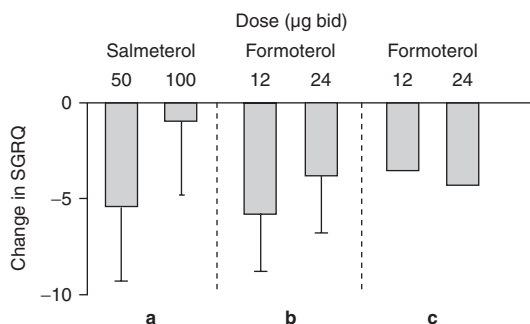 Dose (µg bid)
Salmeterol Formoterol Formoterol
50 100 12 24 12 24
0
−5
−10
Change in SGRQ
a b c